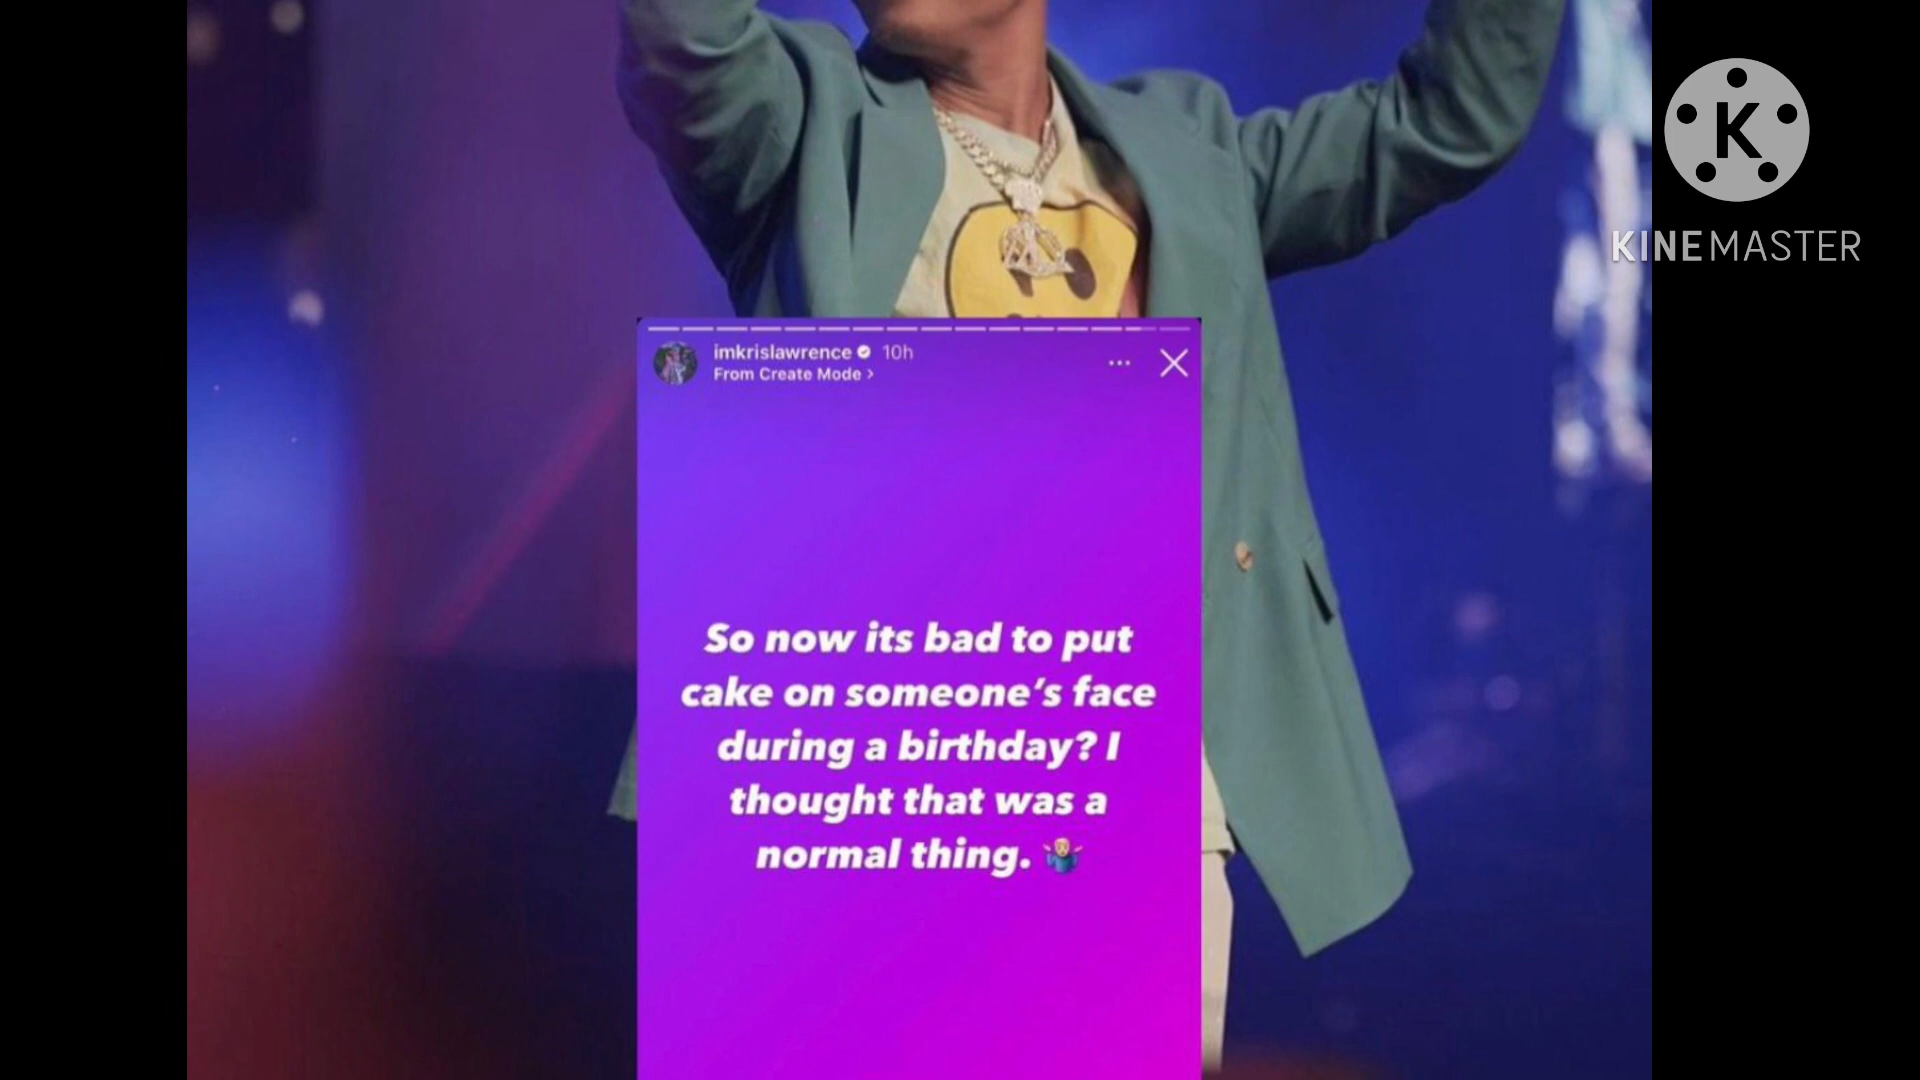 K
KINEMASTER
imkrislawrence 10h
From Create Mode >
So now its bad to put
cake on someone's face
during a birthday? I
thought that was a
normal thing. 🤷🏼‍♂️